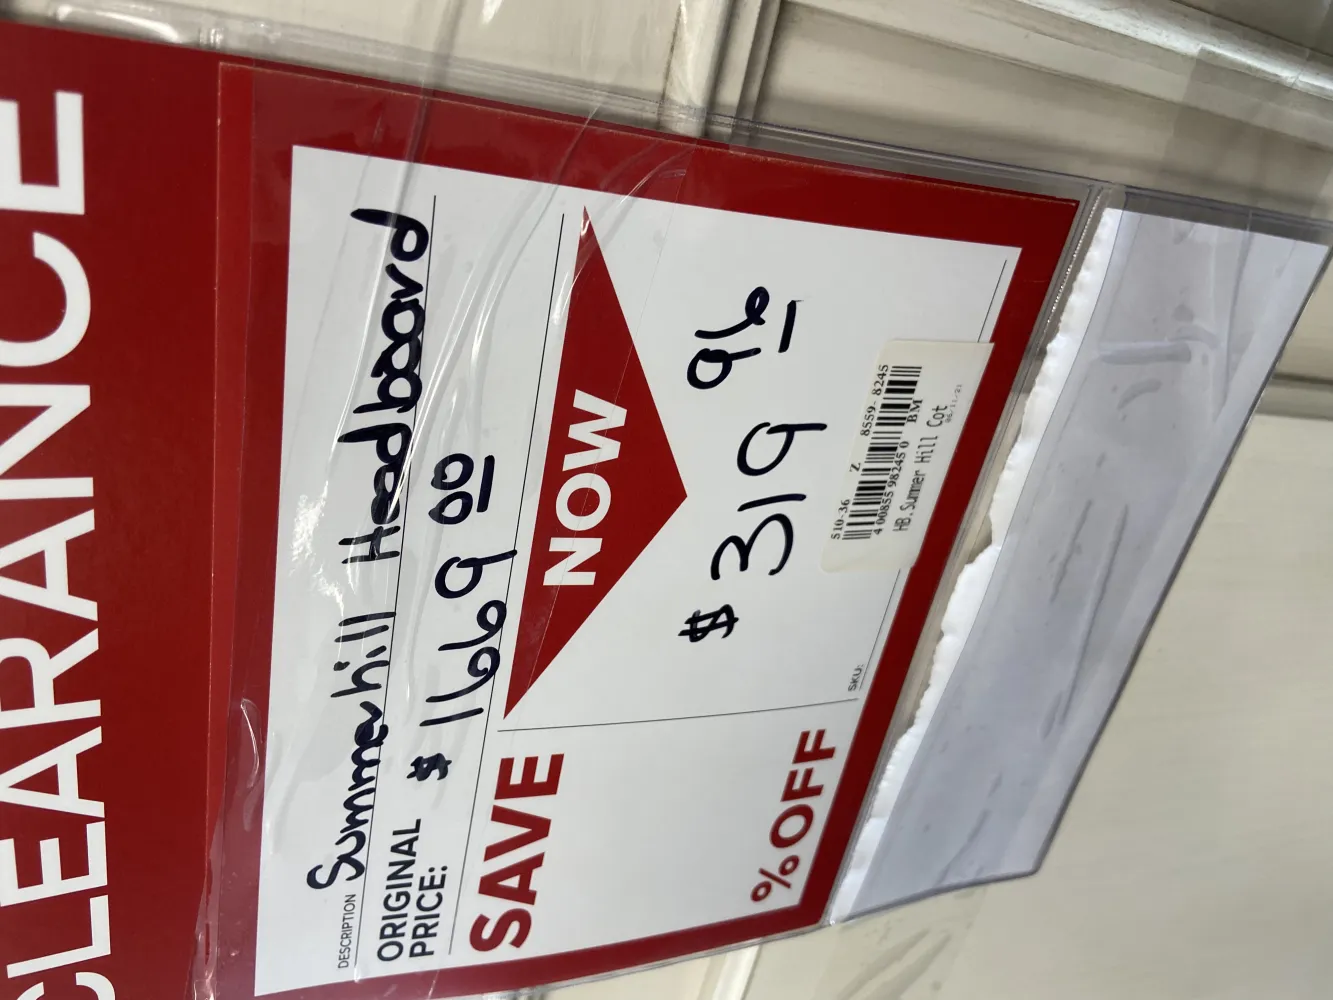 CLEARANCE
DESCRIPTION Summerhill Headboard
ORIGINAL PRICE: $ 1669 00
SAVE
% OFF
NOW
$ 319 96
SKU:
510-36 Z 8559-8245
4 00855 98245 0 BM
HB.Summer Hill Cot